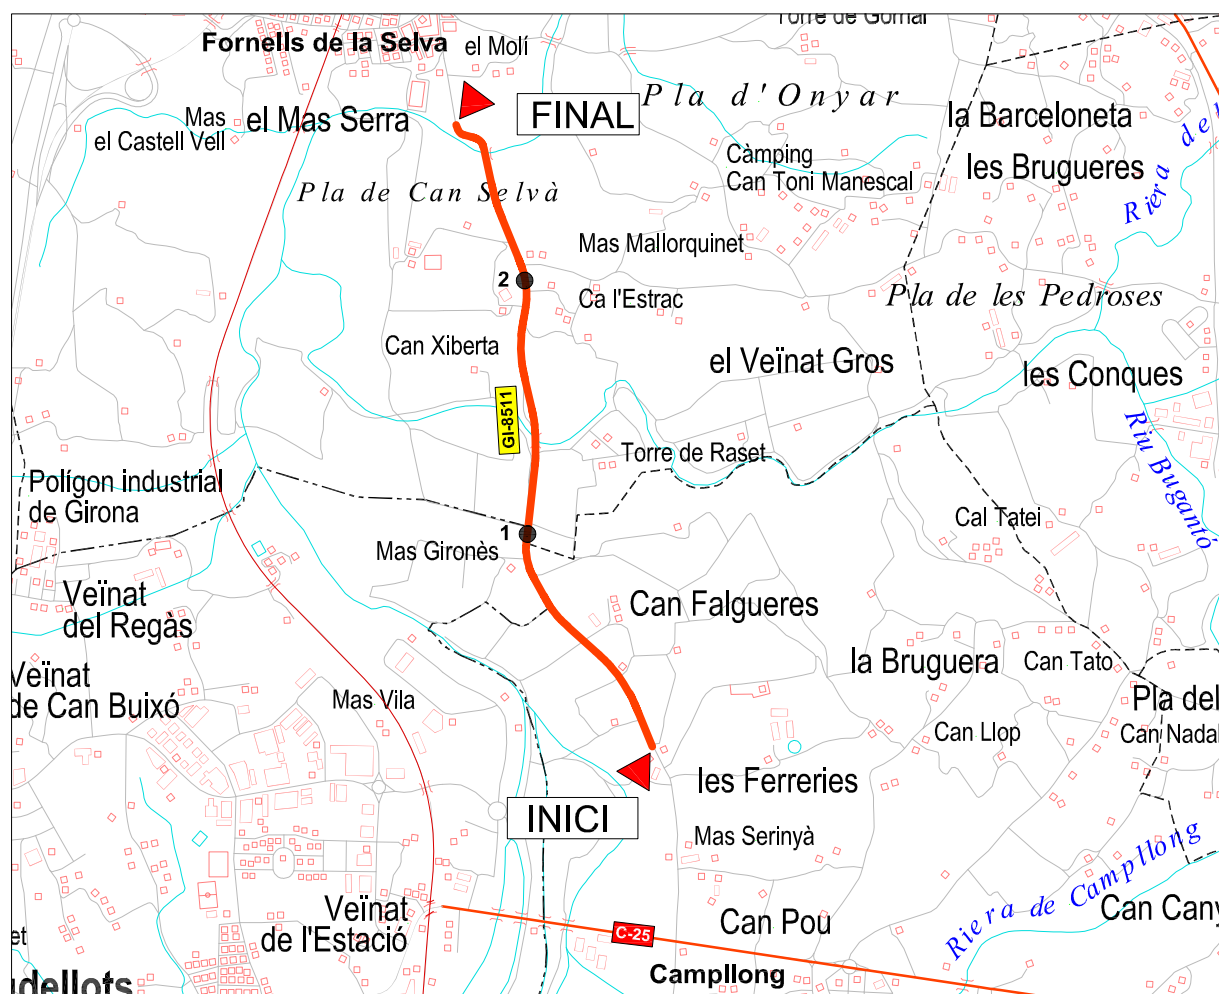 Torre de Gornal
Fornells de la Selva
el Molí
Pla d'Onyar
FINAL
Mas
el Castell Vell
el Mas Serra
la Barceloneta
les Brugueres
Riera del
Càmping
Can Toni Manescal
Pla de Can Selvà
Mas Mallorquinet
2
Ca l'Estrac
Pla de les Pedroses
Can Xiberta
el Veïnat Gros
les Conques
GI-8511
Torre de Raset
Riu Bugantó
Polígon industrial
de Girona
Cal Tatei
1
Mas Gironès
Veïnat
del Regàs
Can Falgueres
la Bruguera
Can Tato
Veïnat
de Can Buixó
Mas Vila
Pla del
Can Nadal
Can Llop
les Ferreries
INICI
Mas Serinyà
Riera de Campllong
Veïnat
de l'Estació
C-25
Can Pou
Can Cany
et
Campllong
udellots